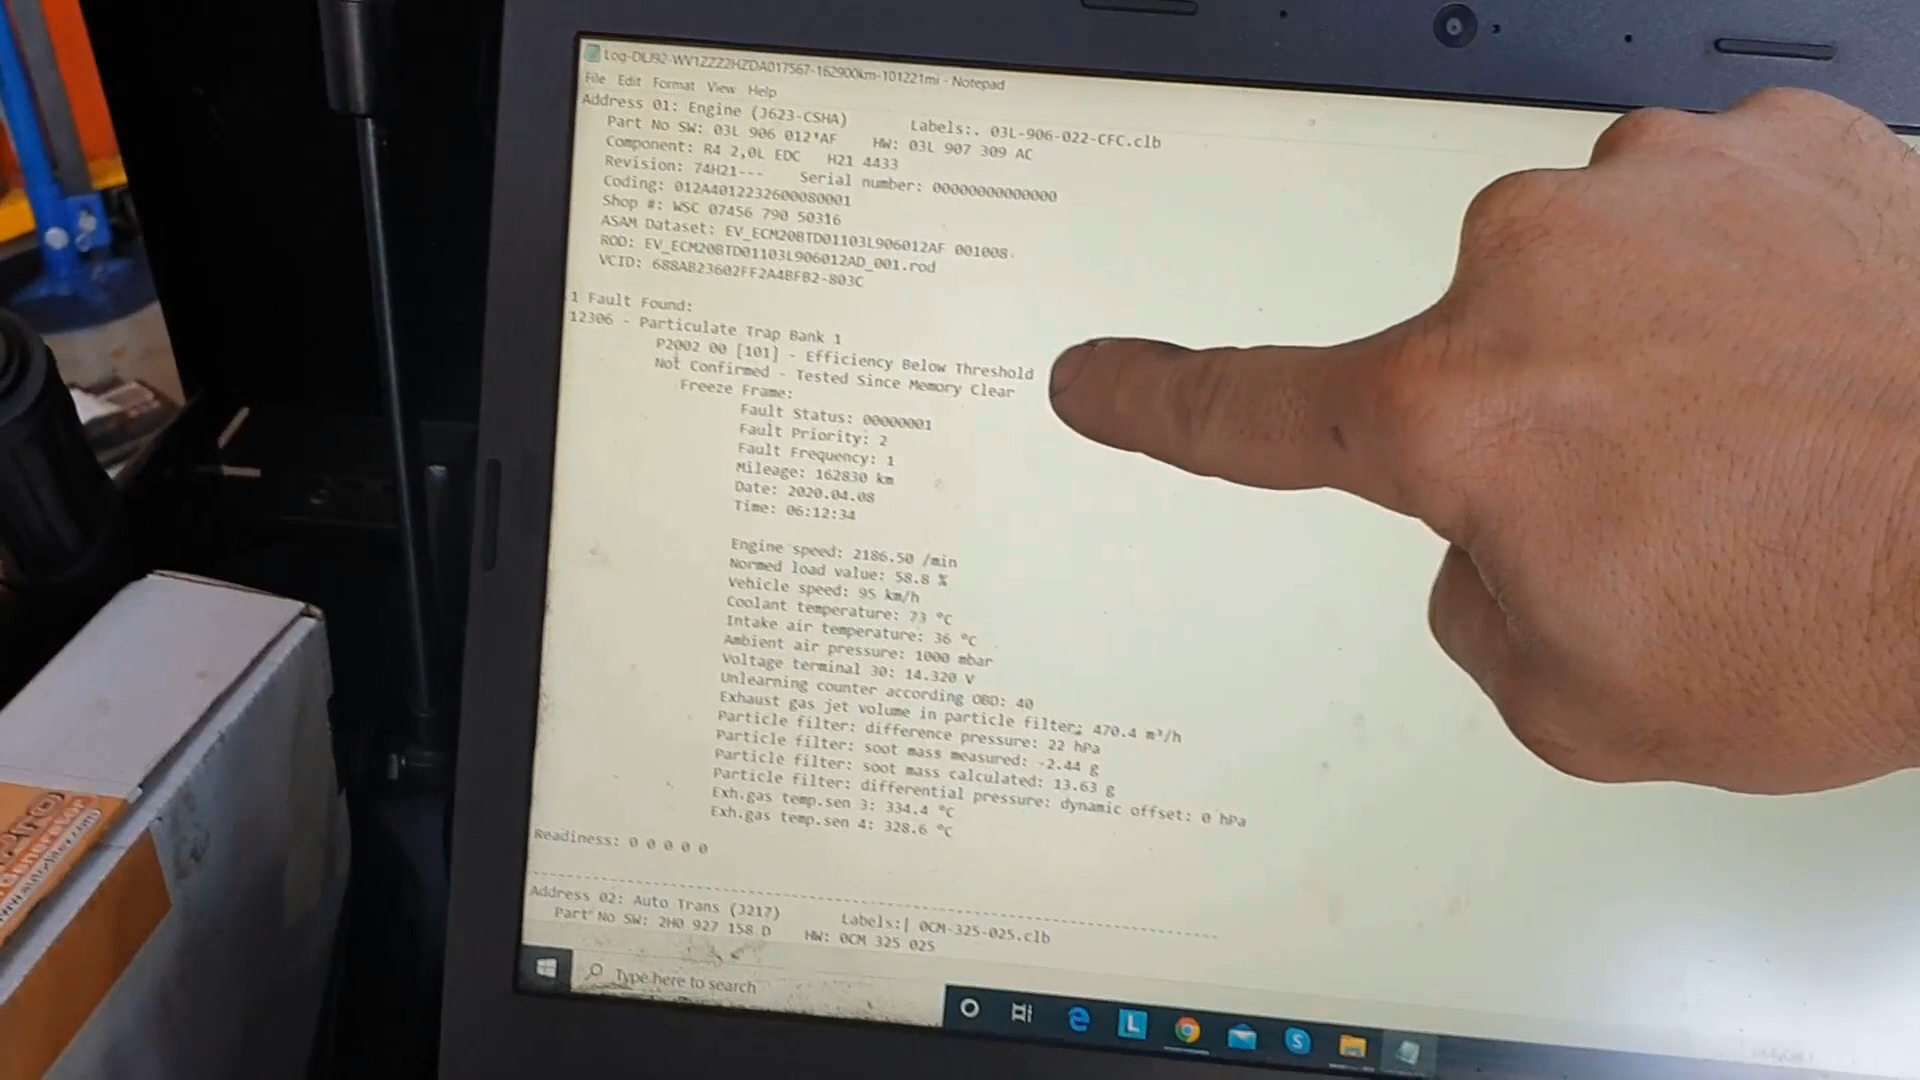 Log-DLJ92-WV1ZZZ2HZDA017567-162900km-101221mi - Notepad
File Edit Format View Help
Address 01: Engine (J623-CSHA) Labels:. 03L-906-022-CFC.clb
Part No SW: 03L 906 012 AF HW: 03L 907 309 AC
Component: R4 2,0L EDC H21 4433
Revision: 74H21--- Serial number: 00000000000000
Coding: 012A4012232600080001
Shop #: WSC 07456 790 50316
ASAM Dataset: EV_ECM20BTD01103L906012AF 001008
ROD: EV_ECM20BTD01103L906012AD_001.rod
VCID: 688AB23602FF2A4BFB2-803C
1 Fault Found:
12306 - Particulate Trap Bank 1
P2002 00 [101] - Efficiency Below Threshold
Not Confirmed - Tested Since Memory Clear
Freeze Frame:
Fault Status: 00000001
Fault Priority: 2
Fault Frequency: 1
Mileage: 162830 km
Date: 2020.04.08
Time: 06:12:34
Engine speed: 2186.50 /min
Normed load value: 58.8 %
Vehicle speed: 95 km/h
Coolant temperature: 73 °C
Intake air temperature: 36 °C
Ambient air pressure: 1000 mbar
Voltage terminal 30: 14.320 V
Unlearning counter according OBD: 40
Exhaust gas jet volume in particle filter: 470.4 m³/h
Particle filter: difference pressure: 22 hPa
Particle filter: soot mass measured: -2.44 g
Particle filter: soot mass calculated: 13.63 g
Particle filter: differential pressure: dynamic offset: 0 hPa
Exh.gas temp.sen 3: 334.4 °C
Exh.gas temp.sen 4: 328.6 °C
Readiness: 0 0 0 0 0
Address 02: Auto Trans (J217) Labels:| 0CM-325-025.clb
Part No SW: 2H0 927 158 D HW: 0CM 325 025
Type here to search